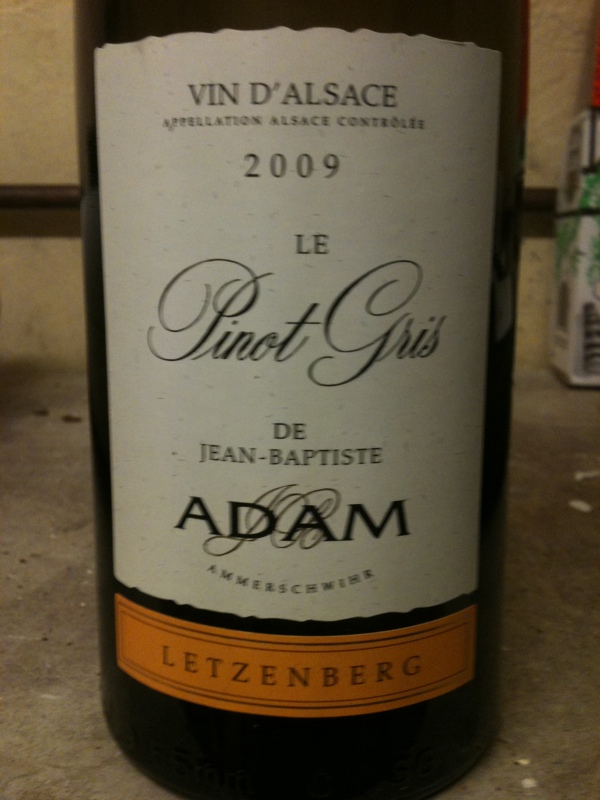 VIN D'ALSACE
APPELLATION ALSACE CONTRÔLÉE
2009
LE
Pinot Gris
DE
JEAN-BAPTISTE
ADAM
AMMERSCHWIHR
LETZENBERG